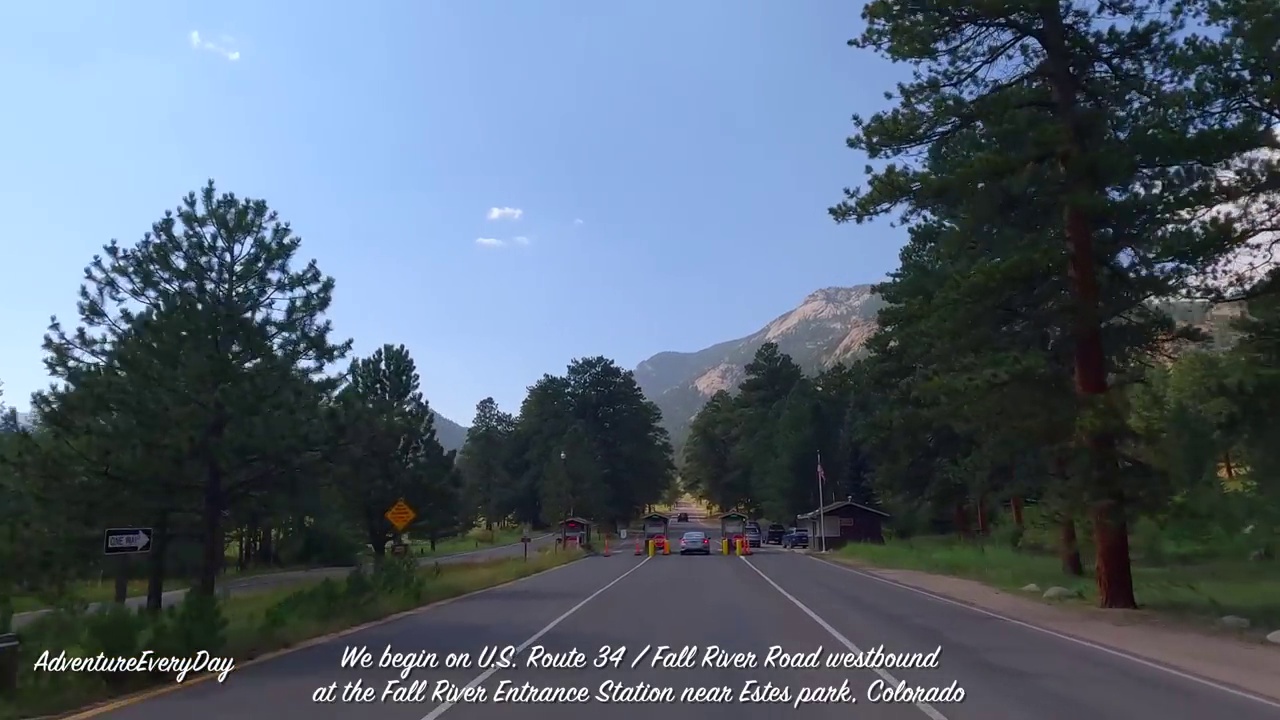 ONE WAY
AdventureEveryDay
We begin on U.S. Route 34 / Fall River Road westbound
at the Fall River Entrance Station near Estes park, Colorado